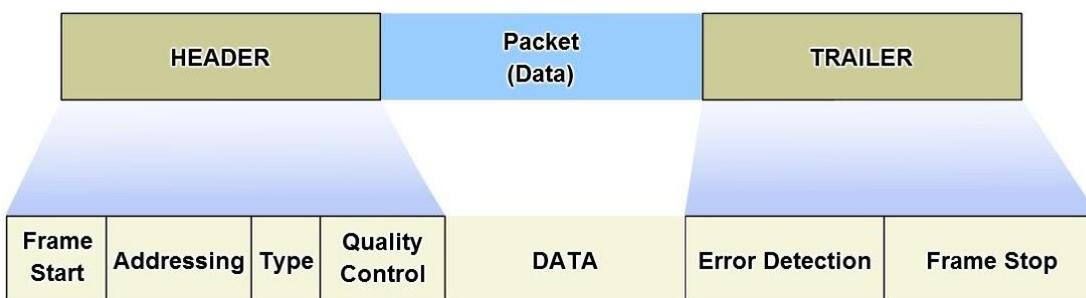 HEADER
Packet
(Data)
TRAILER
Frame
Start
Addressing
Type
Quality
Control
DATA
Error Detection
Frame Stop